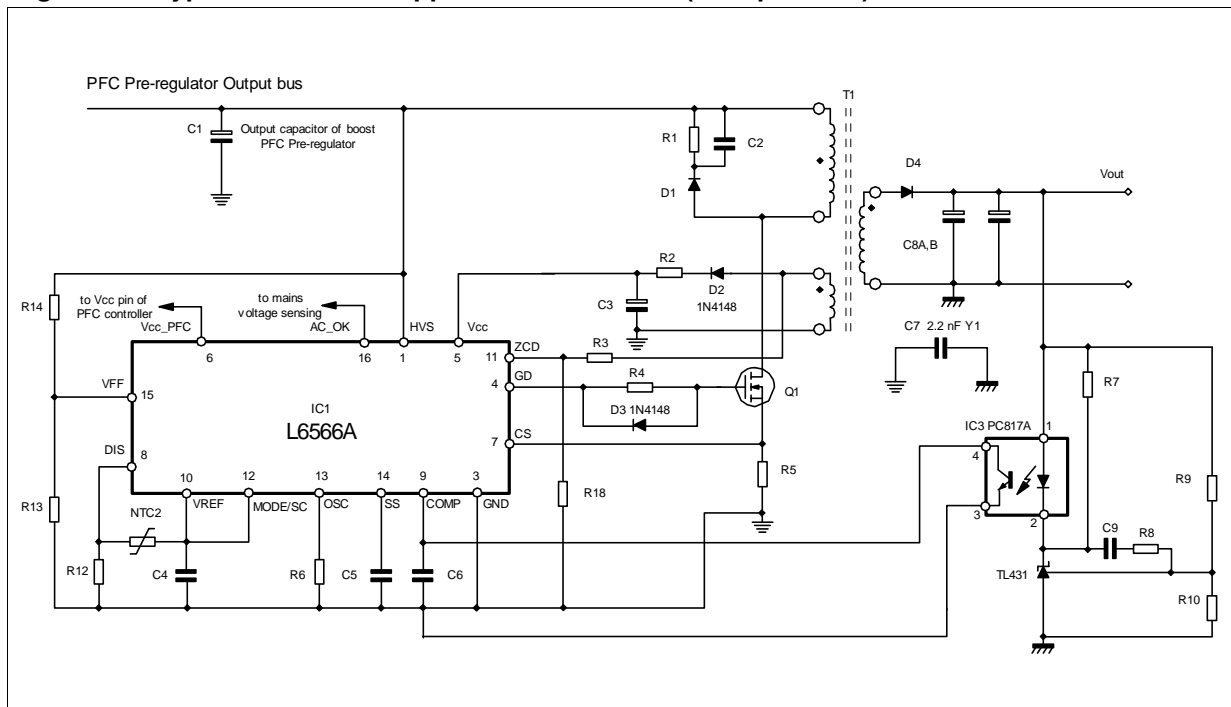 PFC Pre-regulator Output bus
T1
C1
Output capacitor of boost
PFC Pre-regulator
R1
C2
D1
D4
Vout
C8A,B
R2
D2
1N4148
C3
R14
to Vcc pin of
PFC controller
to mains
voltage sensing
Vcc_PFC
AC_OK
HVS
Vcc
6
16
1
5
11
ZCD
R3
C7 2.2 nF Y1
VFF
15
4
GD
R4
Q1
R7
IC1
L6566A
D3 1N4148
7
CS
IC3 PC817A
1
4
DIS
8
R5
R9
10
12
13
14
9
3
VREF
MODE/SC
OSC
SS
COMP
GND
R18
3
2
R13
NTC2
C9
R8
R12
C4
R6
C5
C6
TL431
R10